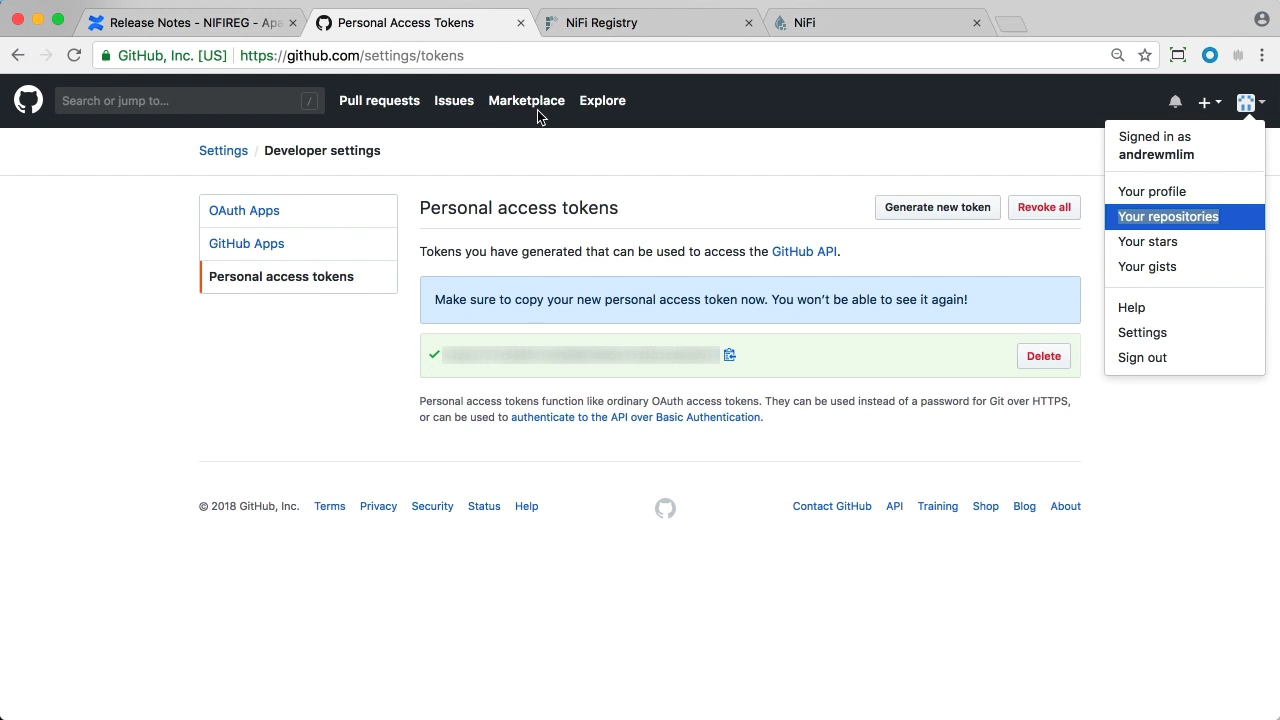 Release Notes - NIFIREG - Apa
Personal Access Tokens
NiFi Registry
NiFi
GitHub, Inc. [US]
https://github.com/settings/tokens
Search or jump to...
/
Pull requests
Issues
Marketplace
Explore
Signed in as
andrewmlim
Your profile
Your repositories
Your stars
Your gists
Help
Settings
Sign out
Settings / Developer settings
OAuth Apps
GitHub Apps
Personal access tokens
Personal access tokens
Generate new token
Revoke all
Tokens you have generated that can be used to access the GitHub API.
Make sure to copy your new personal access token now. You won’t be able to see it again!
Delete
Personal access tokens function like ordinary OAuth access tokens. They can be used instead of a password for Git over HTTPS,
or can be used to authenticate to the API over Basic Authentication.
© 2018 GitHub, Inc.
Terms
Privacy
Security
Status
Help
Contact GitHub
API
Training
Shop
Blog
About